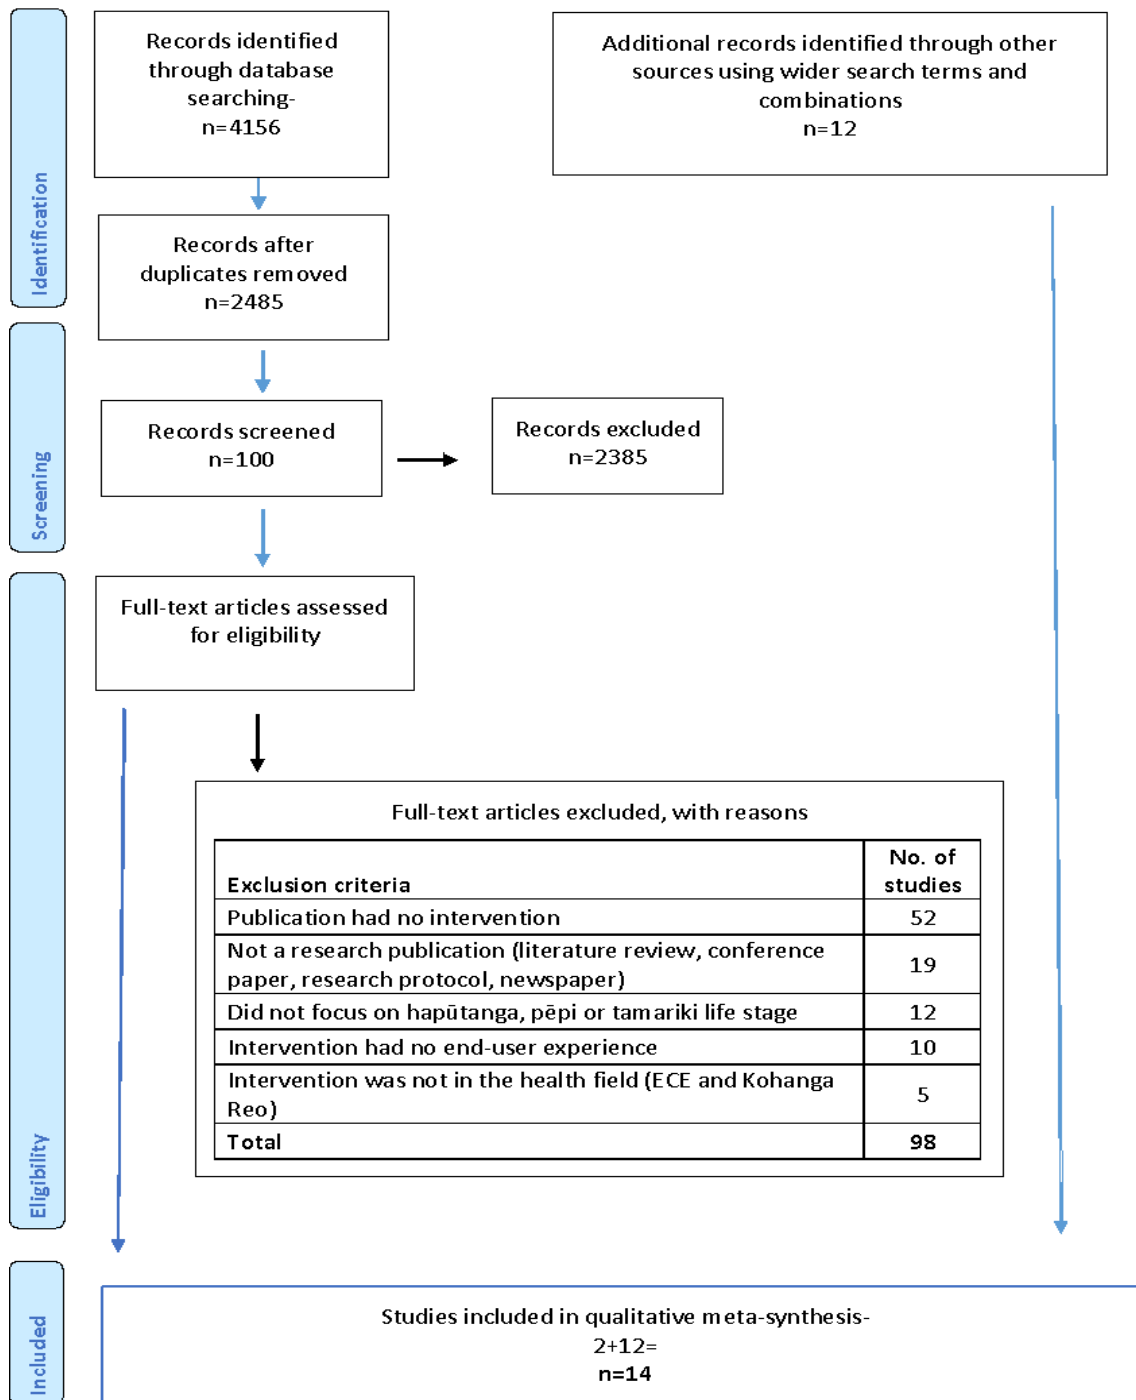 Identification
Records identified
through database
searching-
n=4156
Additional records identified through other
sources using wider search terms and
combinations
n=12
Records after
duplicates removed
n=2485
Screening
Records screened
n=100
Records excluded
n=2385
Eligibility
Full-text articles assessed
for eligibility
Full-text articles excluded, with reasons
Exclusion criteria
No. of
studies
Publication had no intervention
52
Not a research publication (literature review, conference
paper, research protocol, newspaper)
19
Did not focus on hapūtanga, pēpi or tamariki life stage
12
Intervention had no end-user experience
10
Intervention was not in the health field (ECE and Kohanga
Reo)
5
Total
98
Included
Studies included in qualitative meta-synthesis-
2+12=
n=14